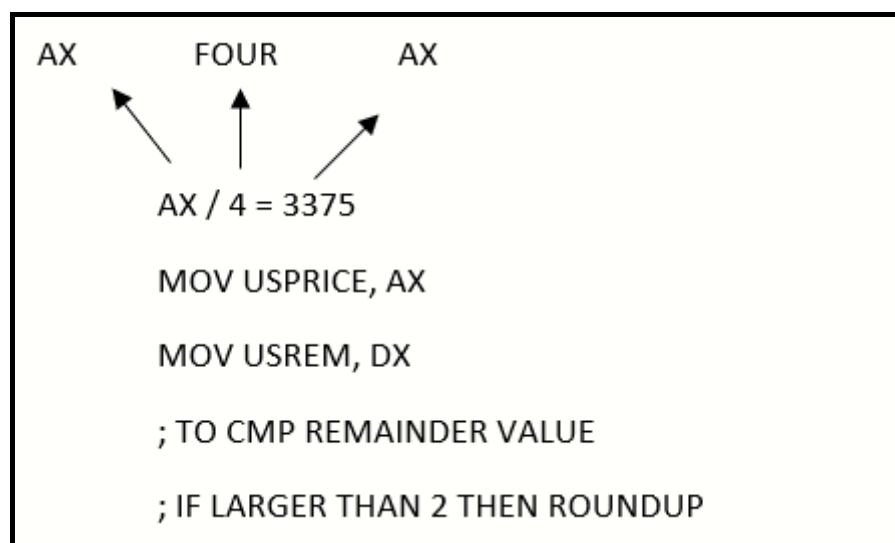 AX FOUR AX
AX / 4 = 3375
MOV USPRICE, AX
MOV USREM, DX
; TO CMP REMAINDER VALUE
; IF LARGER THAN 2 THEN ROUNDUP